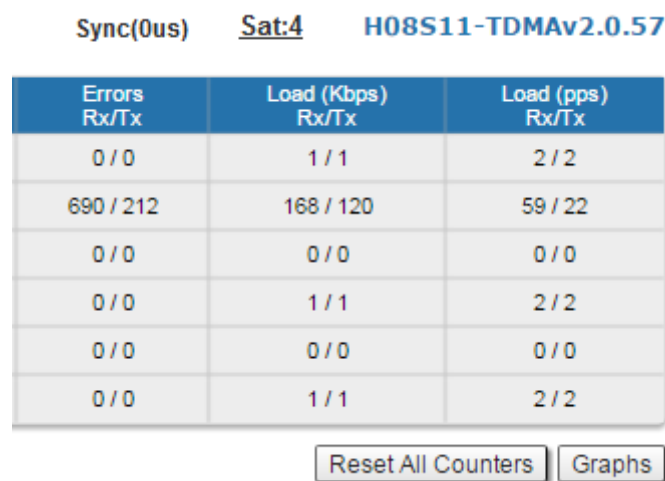 Sync(0us) Sat:4 H08S11-TDMAv2.0.57
Errors Load (Kbps) Load (pps)
Rx/Tx Rx/Tx Rx/Tx
0 / 0 1 / 1 2 / 2
690 / 212 168 / 120 59 / 22
0 / 0 0 / 0 0 / 0
0 / 0 1 / 1 2 / 2
0 / 0 0 / 0 0 / 0
0 / 0 1 / 1 2 / 2
Reset All Counters Graphs